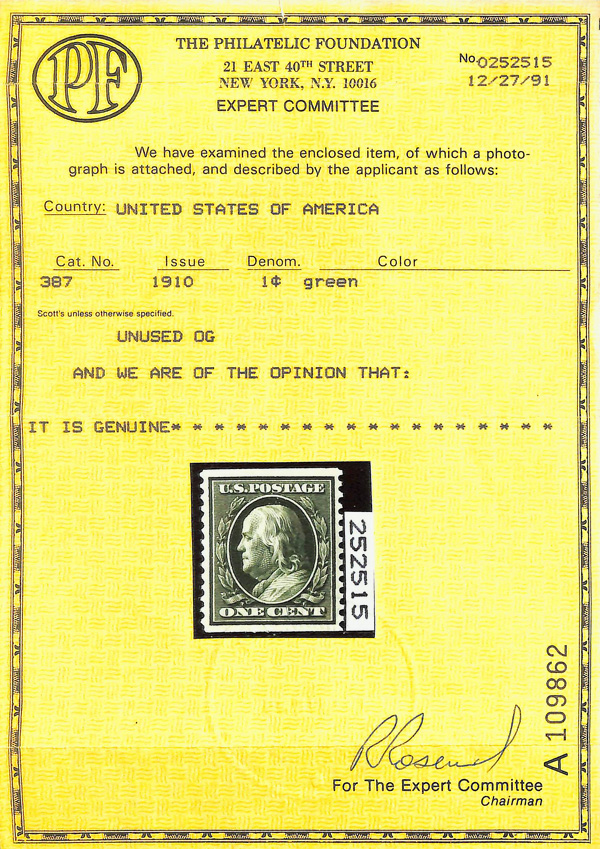 PF
THE PHILATELIC FOUNDATION
21 EAST 40TH STREET
NEW YORK, N.Y. 10016
EXPERT COMMITTEE
No 0252515
12/27/91
We have examined the enclosed item, of which a photo-
graph is attached, and described by the applicant as follows:
Country: UNITED STATES OF AMERICA
Cat. No. Issue Denom. Color
387 1910 1¢ green
Scott's unless otherwise specified.
UNUSED OG
AND WE ARE OF THE OPINION THAT:
IT IS GENUINE* * * * * * * * * * * * * * * * * *
U.S. POSTAGE
ONE CENT
252515
A 109862
For The Expert Committee
Chairman